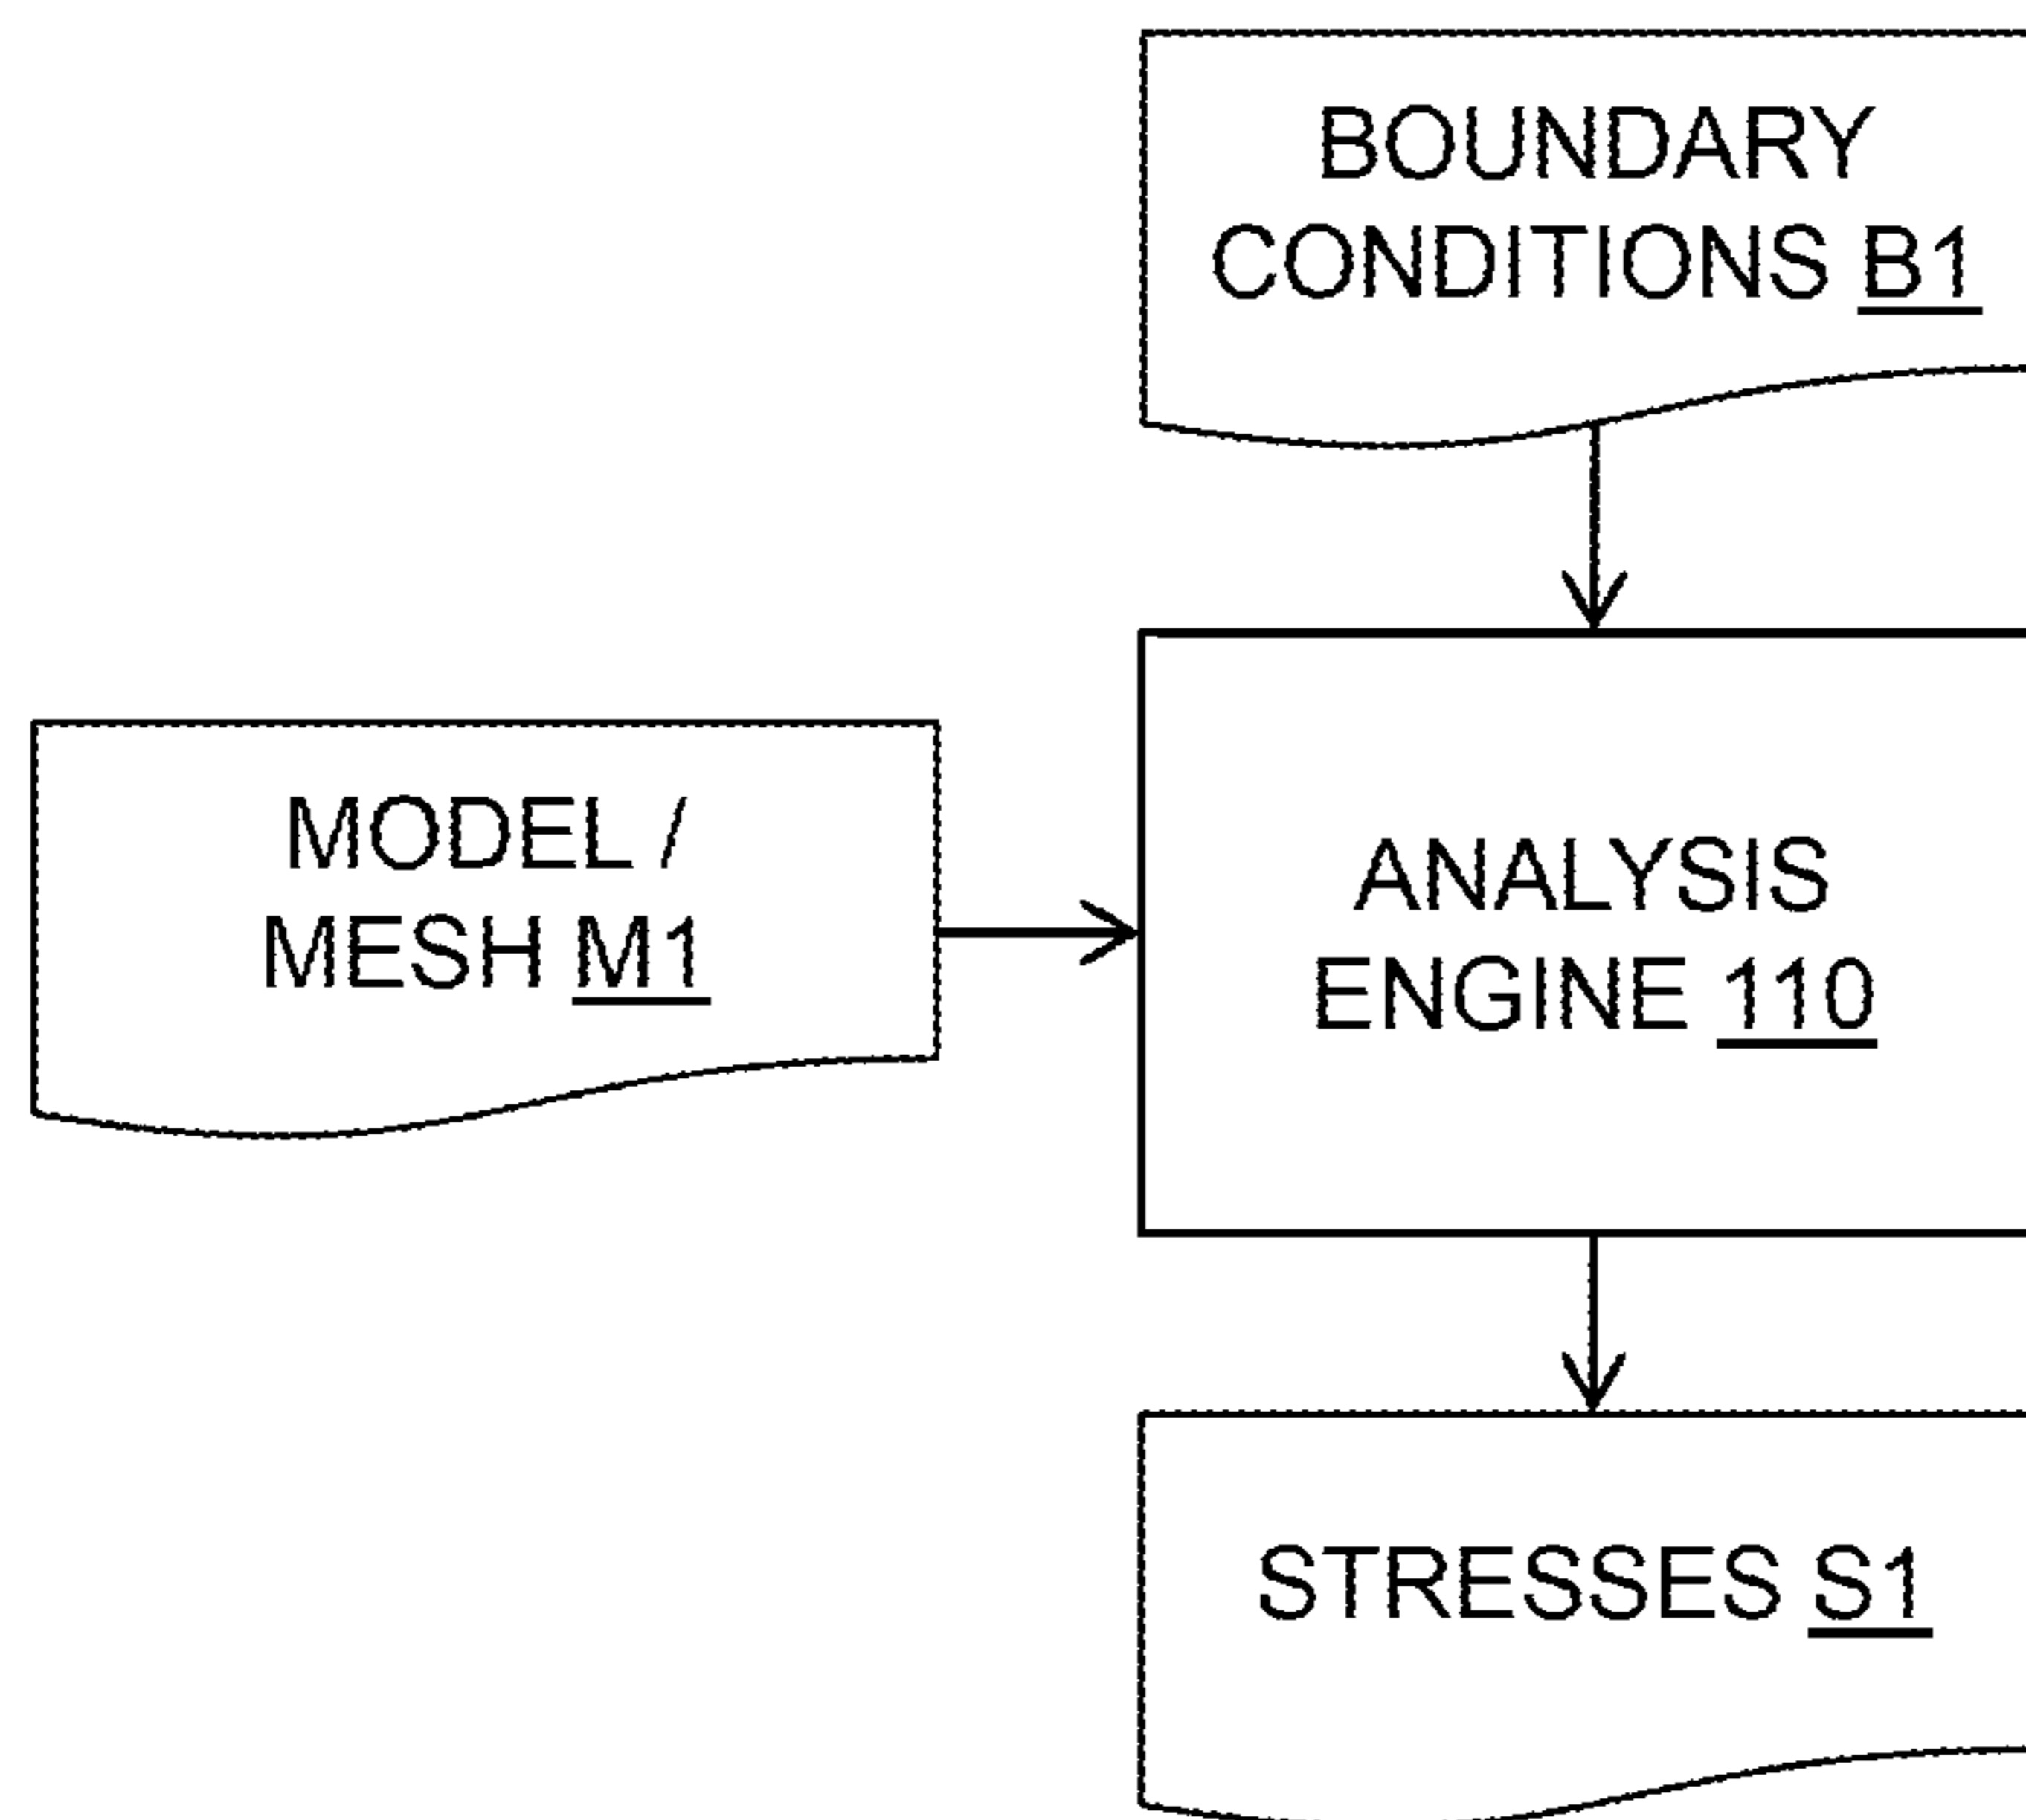 BOUNDARY
CONDITIONS B1
MODEL /
MESH M1
ANALYSIS
ENGINE 110
STRESSES S1